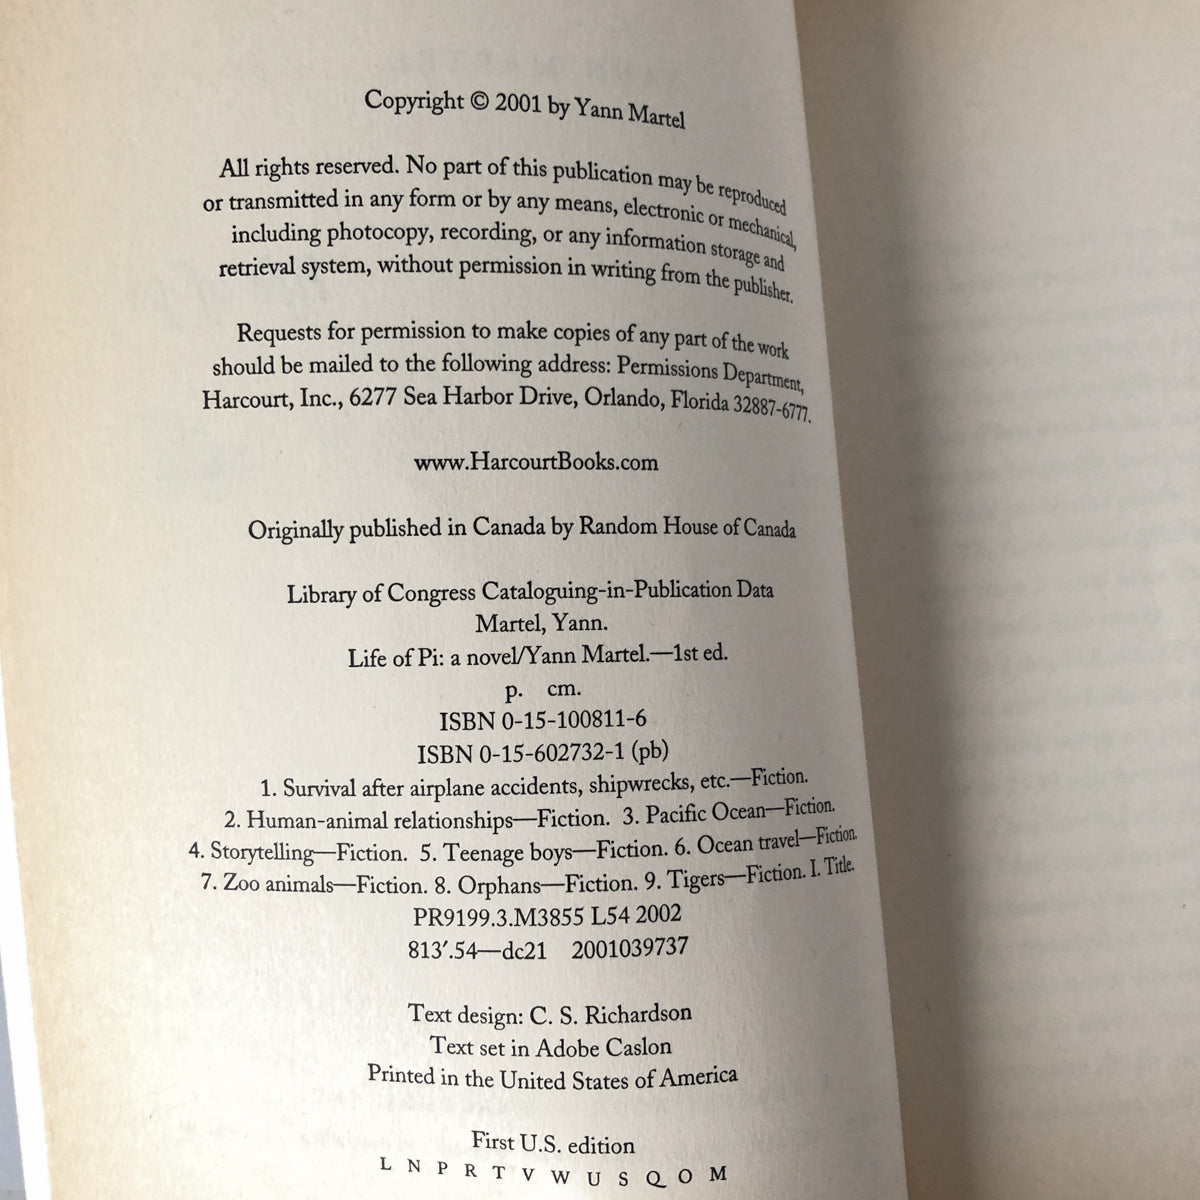 Copyright © 2001 by Yann Martel
All rights reserved. No part of this publication may be reproduced
or transmitted in any form or by any means, electronic or mechanical,
including photocopy, recording, or any information storage and
retrieval system, without permission in writing from the publisher.
Requests for permission to make copies of any part of the work
should be mailed to the following address: Permissions Department,
Harcourt, Inc., 6277 Sea Harbor Drive, Orlando, Florida 32887-6777.
www.HarcourtBooks.com
Originally published in Canada by Random House of Canada
Library of Congress Cataloguing-in-Publication Data
Martel, Yann.
Life of Pi: a novel/Yann Martel.—1st ed.
p. cm.
ISBN 0-15-100811-6
ISBN 0-15-602732-1 (pb)
1. Survival after airplane accidents, shipwrecks, etc.—Fiction.
2. Human-animal relationships—Fiction. 3. Pacific Ocean—Fiction.
4. Storytelling—Fiction. 5. Teenage boys—Fiction. 6. Ocean travel—Fiction.
7. Zoo animals—Fiction. 8. Orphans—Fiction. 9. Tigers—Fiction. I. Title.
PR9199.3.M3855 L54 2002
813′.54—dc21 2001039737
Text design: C. S. Richardson
Text set in Adobe Caslon
Printed in the United States of America
First U.S. edition
L N P R T V W U S Q O M